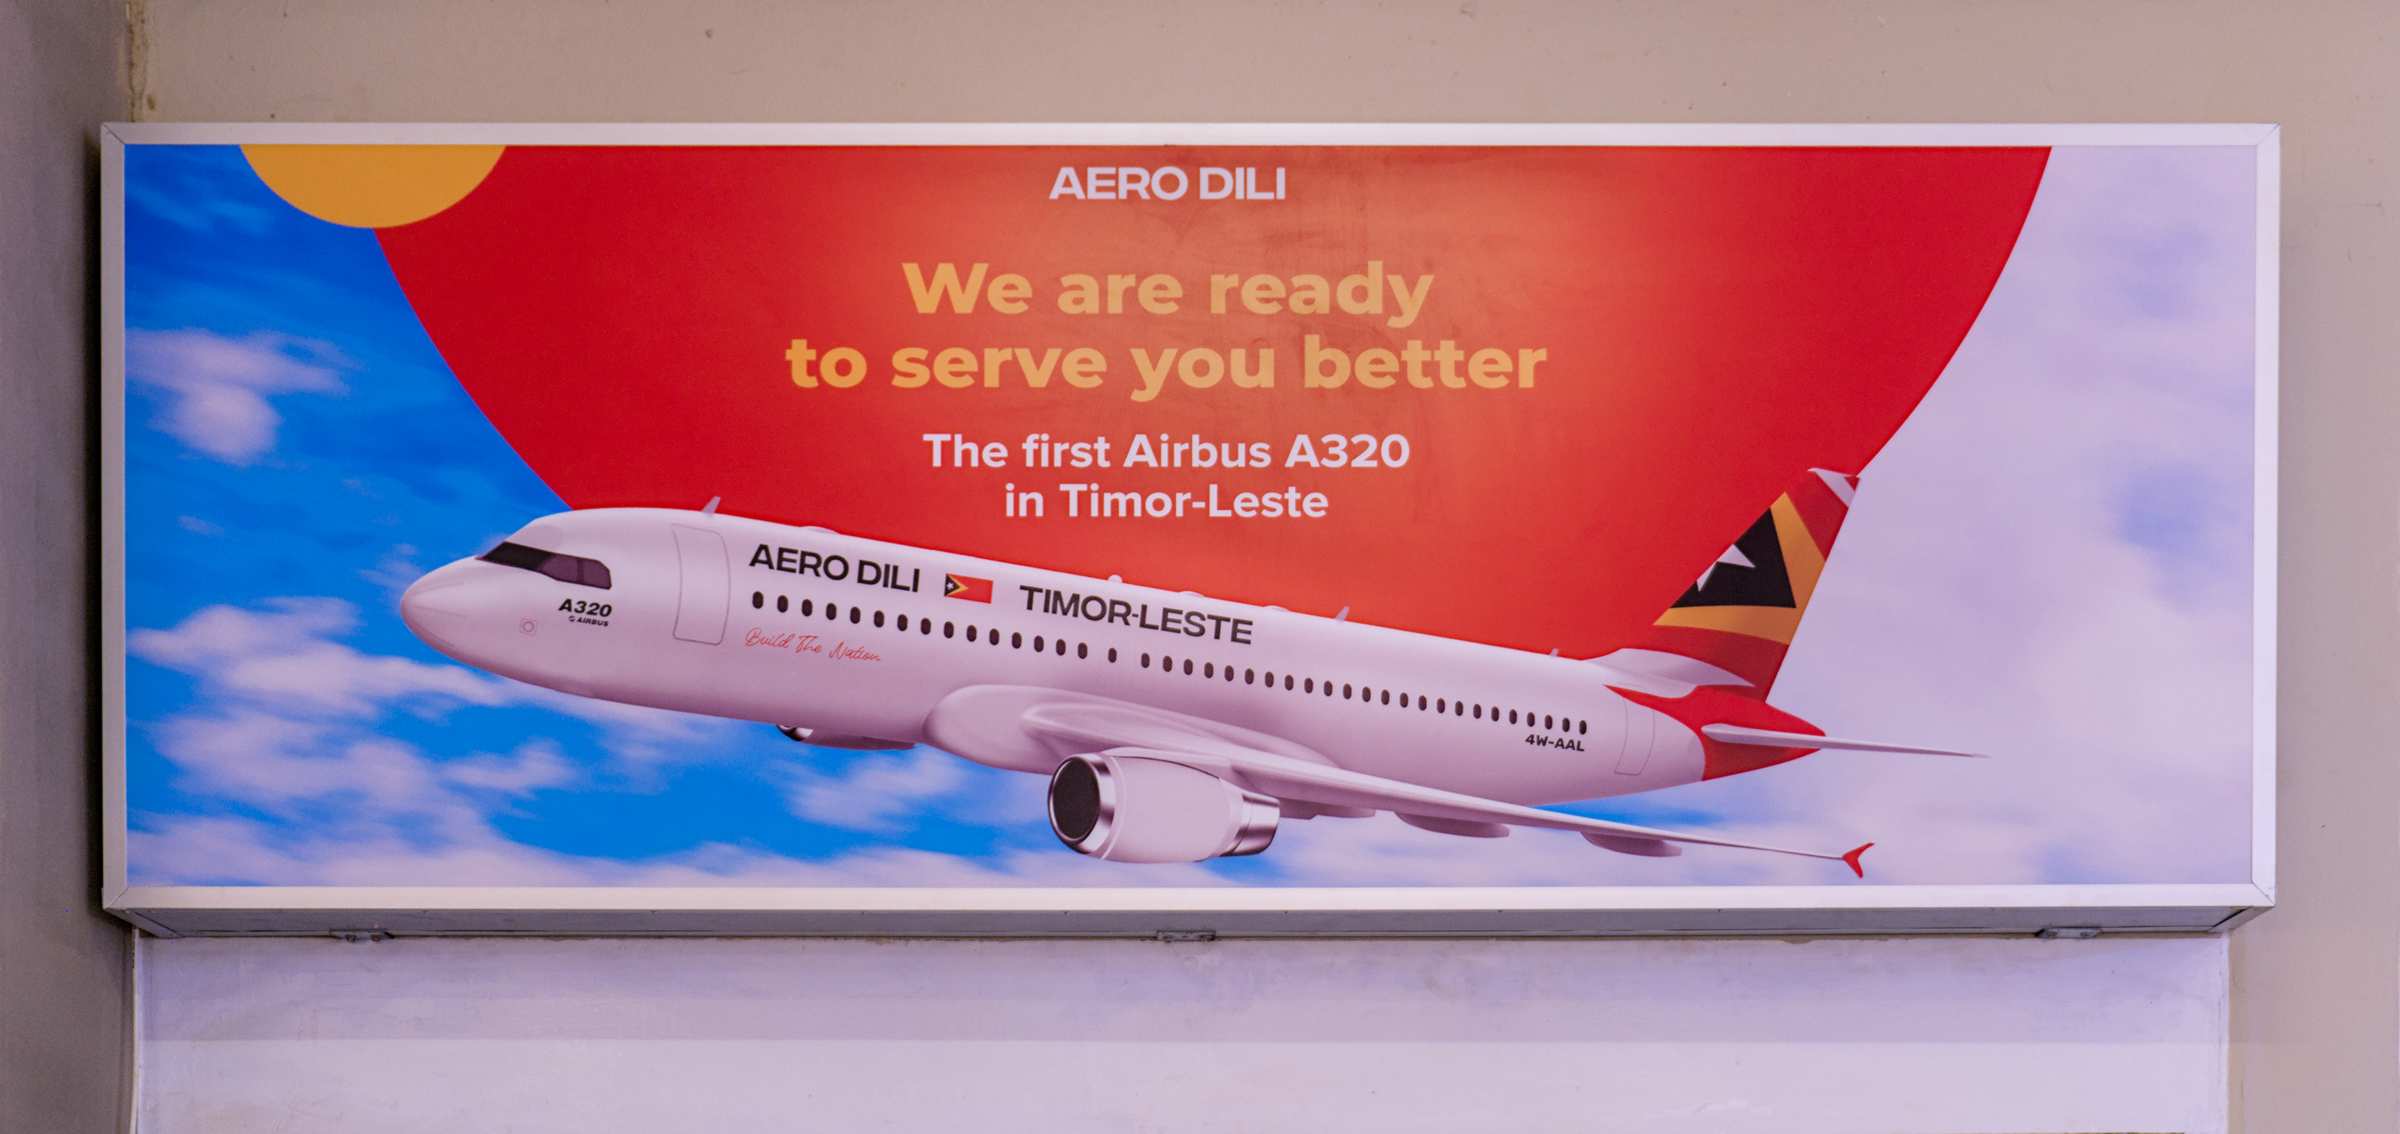 AERO DILI
We are ready
to serve you better
The first Airbus A320
in Timor-Leste
AERO DILI TIMOR-LESTE
A320
AIRBUS
Build The Nation
4W-AAL